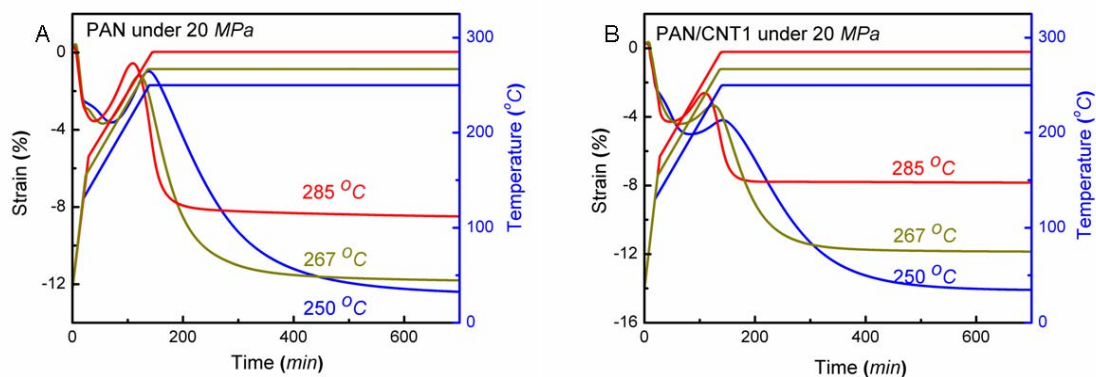 A
PAN under 20 MPa
0
-4
-8
-12
Strain (%)
0
200
400
600
Time (min)
300
200
100
0
Temperature (°C)
285 °C
267 °C
250 °C
B
PAN/CNT1 under 20 MPa
0
-4
-8
-12
-16
Strain (%)
0
200
400
600
Time (min)
300
200
100
0
Temperature (°C)
285 °C
267 °C
250 °C